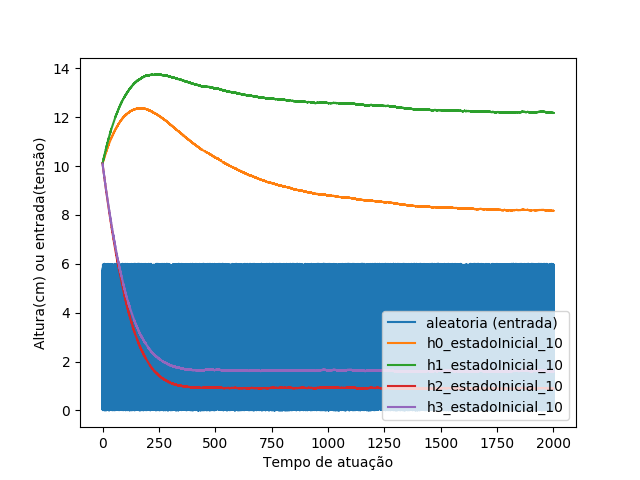 14
12
10
8
6
4
2
0
Altura(cm) ou entrada(tensão)
aleatoria (entrada)
h0_estadoInicial_10
h1_estadoInicial_10
h2_estadoInicial_10
h3_estadoInicial_10
0 250 500 750 1000 1250 1500 1750 2000
Tempo de atuação